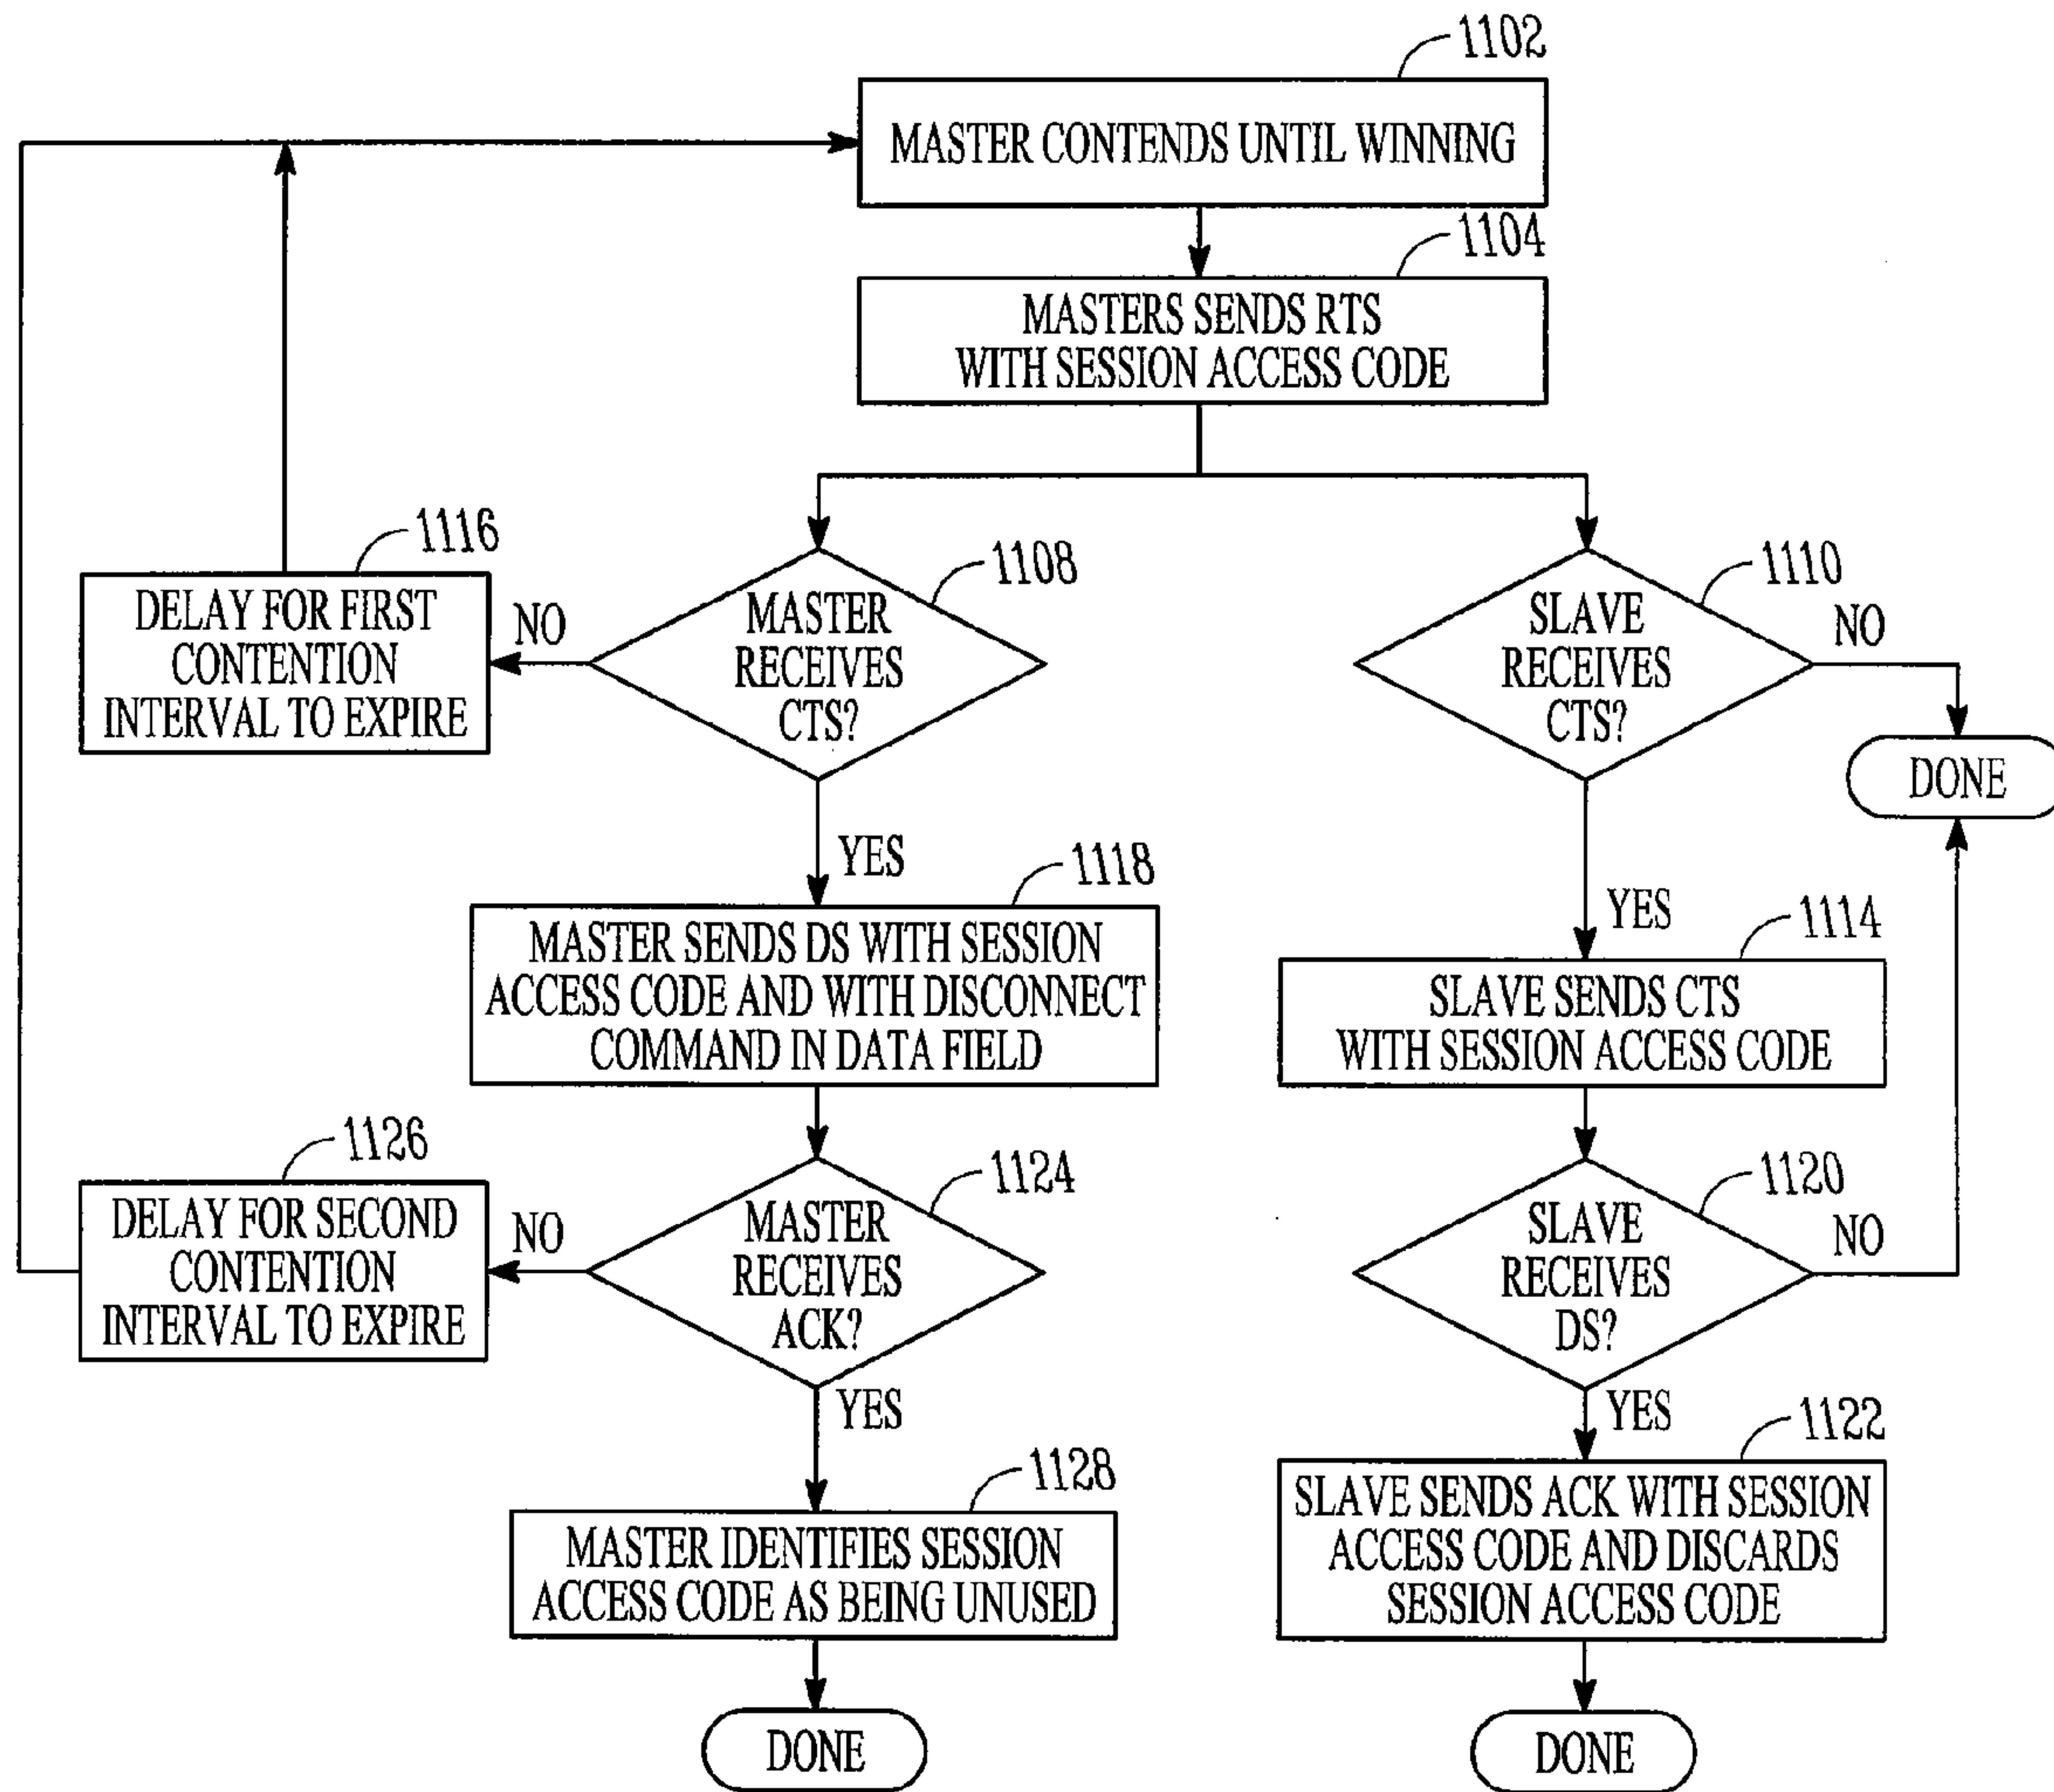 1102
MASTER CONTENDS UNTIL WINNING
1104
MASTERS SENDS RTS
WITH SESSION ACCESS CODE
1116
DELAY FOR FIRST
CONTENTION
INTERVAL TO EXPIRE
NO
1108
MASTER
RECEIVES
CTS?
YES
1110
SLAVE
RECEIVES
CTS?
NO
DONE
YES
1118
MASTER SENDS DS WITH SESSION
ACCESS CODE AND WITH DISCONNECT
COMMAND IN DATA FIELD
1114
SLAVE SENDS CTS
WITH SESSION ACCESS CODE
1126
DELAY FOR SECOND
CONTENTION
INTERVAL TO EXPIRE
NO
1124
MASTER
RECEIVES
ACK?
YES
1120
SLAVE
RECEIVES
DS?
NO
YES
1128
MASTER IDENTIFIES SESSION
ACCESS CODE AS BEING UNUSED
DONE
1122
SLAVE SENDS ACK WITH SESSION
ACCESS CODE AND DISCARDS
SESSION ACCESS CODE
DONE